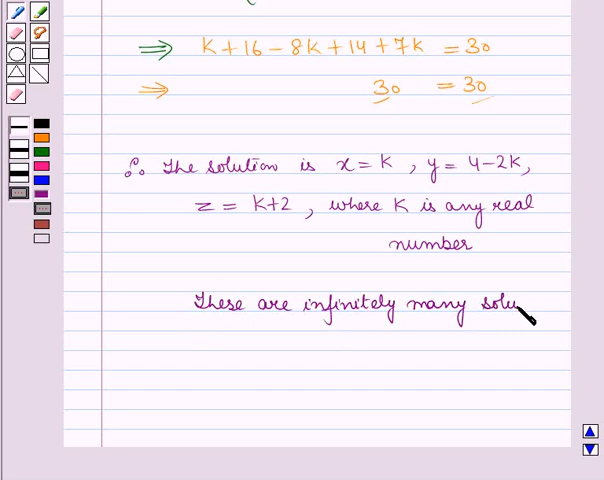 ⇒ K + 16 - 8K + 14 + 7K = 30
⇒ 30 = 30
∴ The solution is x = K , y = 4-2K,
z = K+2 , where K is any real
number
These are infinitely many solu